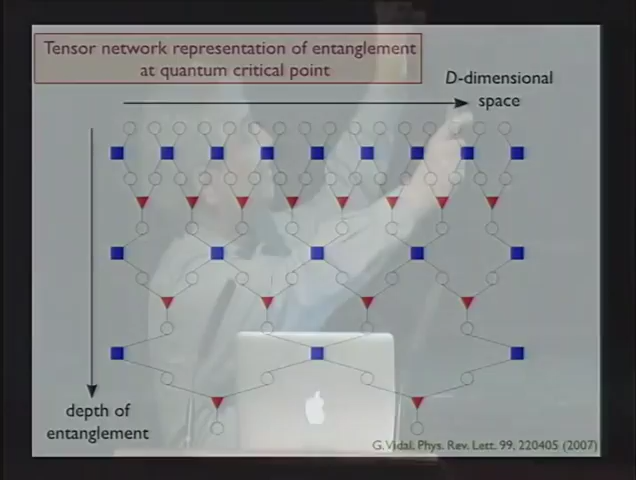 Tensor network representation of entanglement
at quantum critical point
D-dimensional
space
depth of
entanglement
G. Vidal, Phys. Rev. Lett. 99, 220405 (2007)